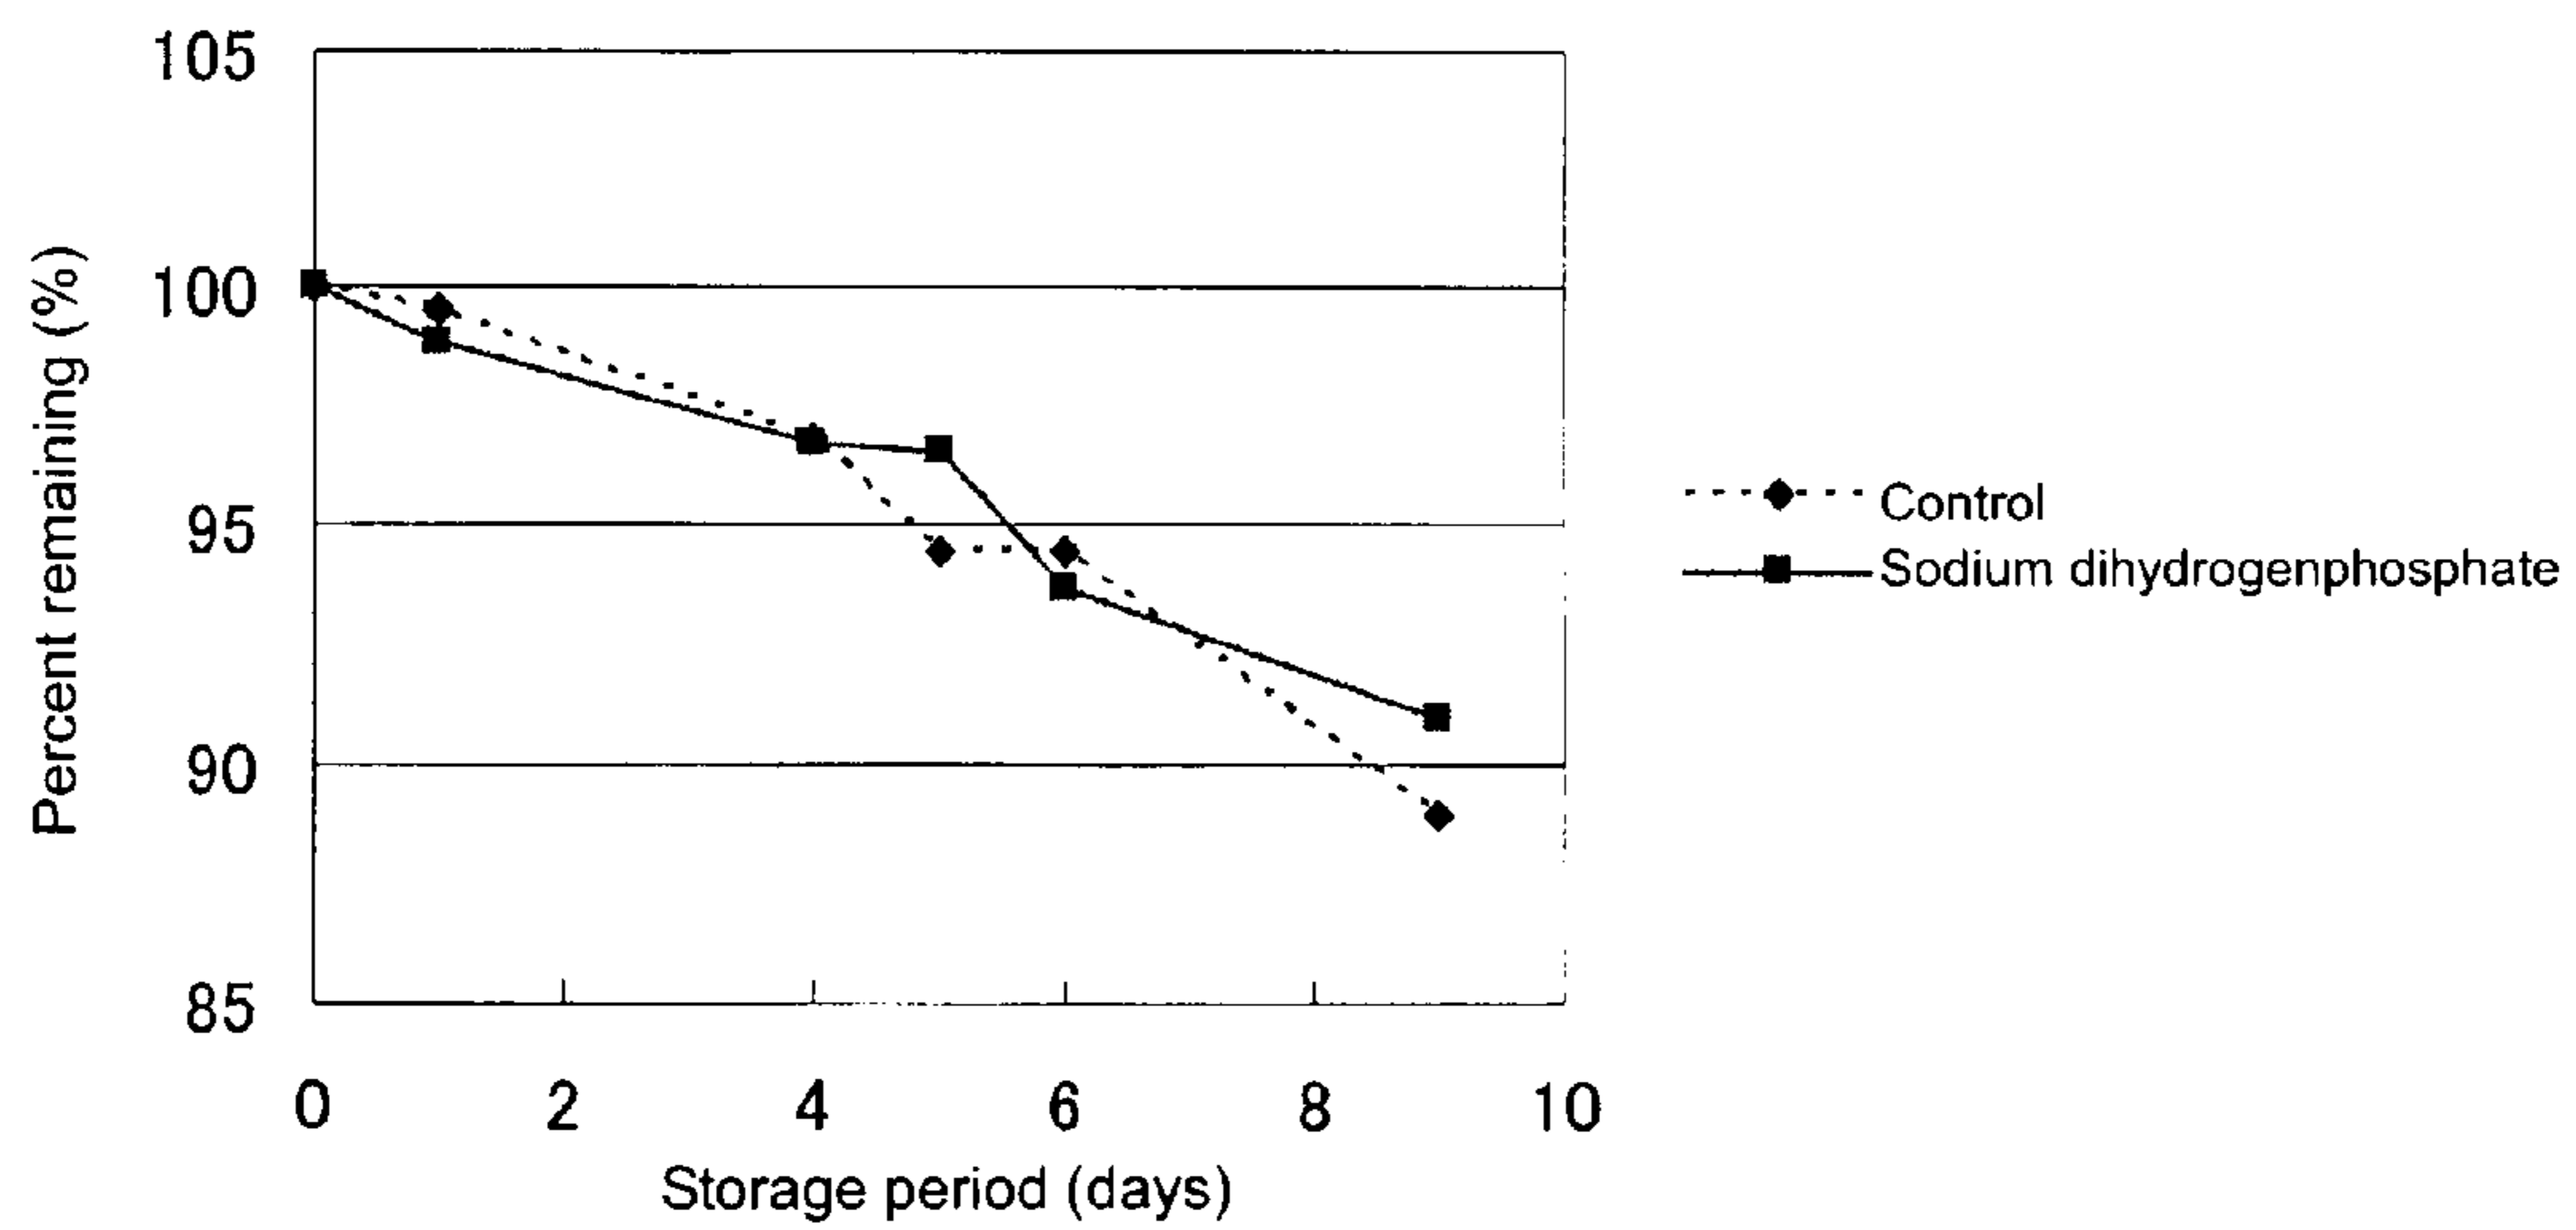 105
100
95
90
85
Percent remaining (%)
0 2 4 6 8 10
Storage period (days)
Control
Sodium dihydrogenphosphate